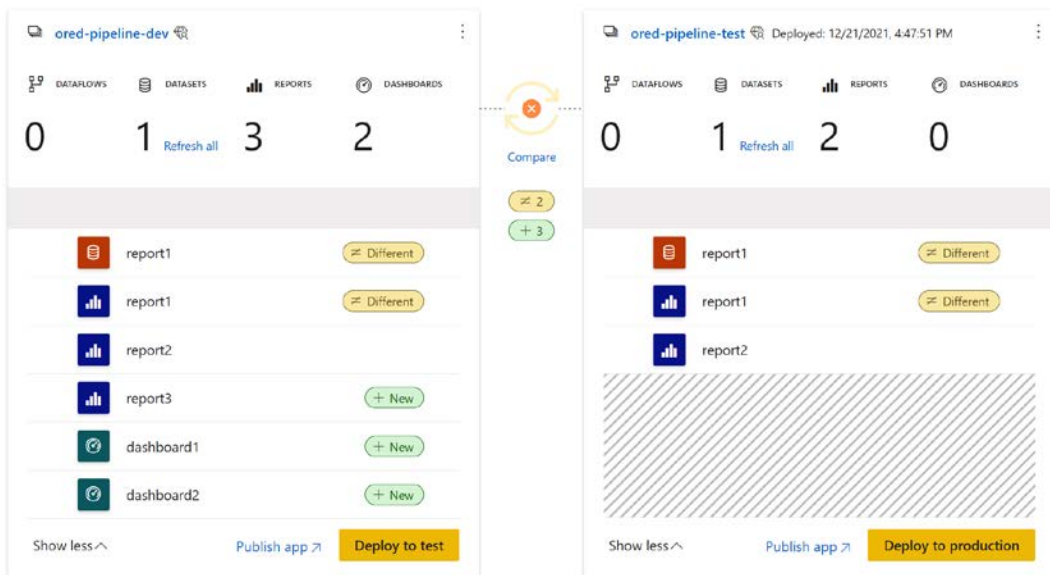 ored-pipeline-dev
DATAFLOWS DATASETS REPORTS DASHBOARDS
0 1 Refresh all 3 2
report1 ≠ Different
report1 ≠ Different
report2
report3 + New
dashboard1 + New
dashboard2 + New
Show less Publish app Deploy to test
Compare
≠ 2
+ 3
ored-pipeline-test Deployed: 12/21/2021, 4:47:51 PM
DATAFLOWS DATASETS REPORTS DASHBOARDS
0 1 Refresh all 2 0
report1 ≠ Different
report1 ≠ Different
report2
Show less Publish app Deploy to production